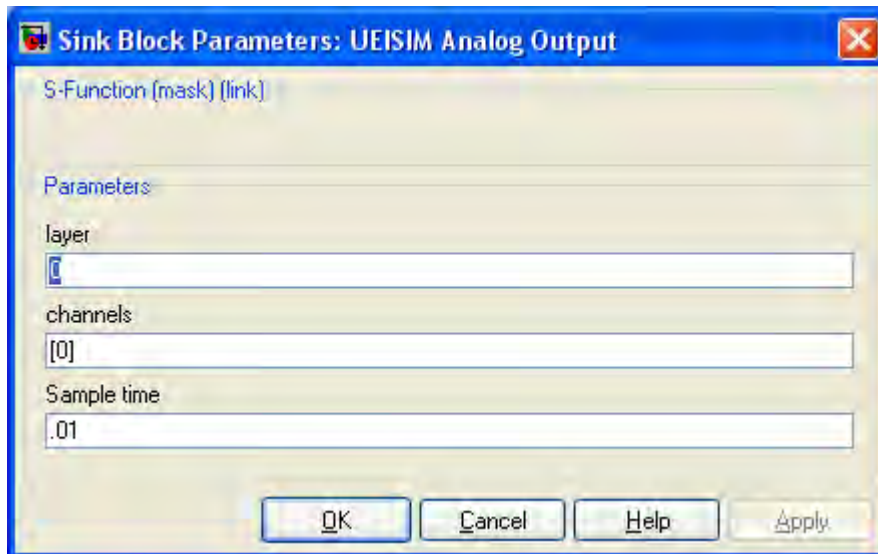 Sink Block Parameters: UEISIM Analog Output
S-Function (mask) (link)
Parameters
layer
0
channels
[0]
Sample time
.01
OK Cancel Help Apply